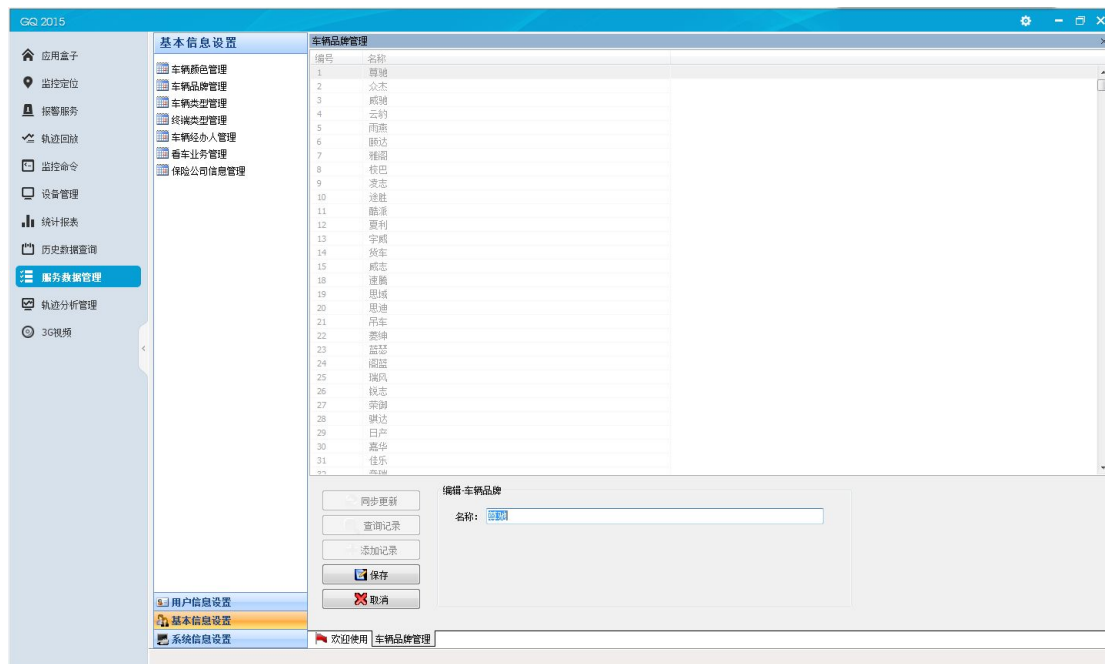 GQ 2015
应用盒子
监控定位
报警服务
轨迹回放
监控命令
设备管理
统计报表
历史数据查询
服务数据管理
轨迹分析管理
3G视频
基本信息设置
车辆颜色管理
车辆品牌管理
车辆类型管理
终端类型管理
车辆经办人管理
看车业务管理
保险公司信息管理
用户信息设置
基本信息设置
系统信息设置
车辆品牌管理
编号 名称
1 尊驰
2 众杰
3 威驰
4 云豹
5 雨燕
6 颐达
7 雅阁
8 校巴
9 凌志
10 途胜
11 酷派
12 夏利
13
14 货车
15 威志
18 速腾
19 思域
20 思迪
21 吊车
22 菱绅
23 蓝瑟
24 阁蓝
25 瑞风
26 锐志
27 荣御
28 骐达
29 日产
30 嘉华
31 佳乐
同步更新
查询记录
添加记录
保存
取消
编辑-车辆品牌
名称: 尊驰
欢迎使用 车辆品牌管理